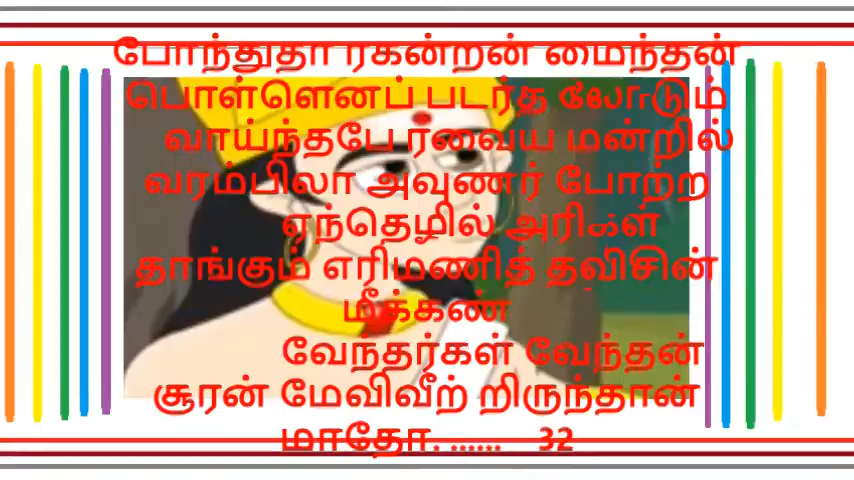 போந்துதா ரகன்றன் மைந்தன்
பொள்ளெனப் படர்த லோடும்
வாய்ந்தபே ரவைய மன்றில்
வரம்பிலா அவுணர் போற்ற
ஏந்தெழில் அரிகள்
தாங்கும் எரிமணித் தவிசின்
மீக்கண்
வேநதர்கள் வேந்தன்
சூரன் மேவிவீற் றிருந்தான்
மாதோ. ...... 32